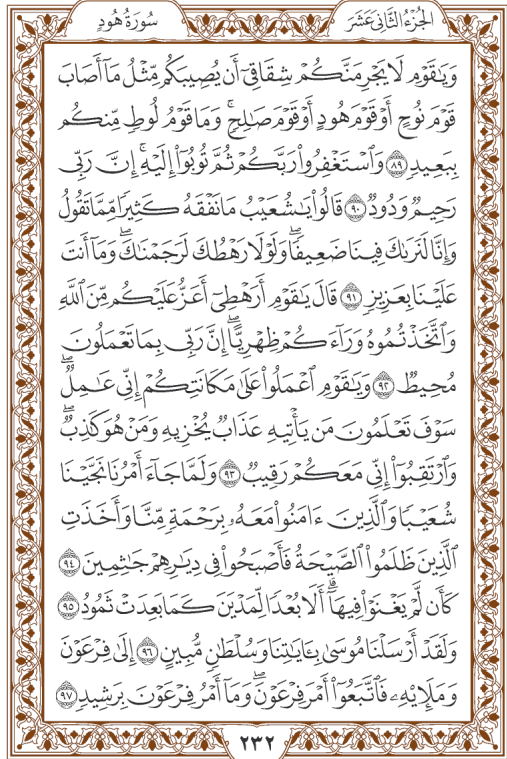 الجُزْءُ الثَّانِي عَشَرَ
سُورَةُ هُودٍ
وَيَٰقَوْمِ لَا يَجْرِمَنَّكُمْ شِقَاقِىٓ أَن يُصِيبَكُم مِّثْلُ مَآ أَصَابَ
قَوْمَ نُوحٍ أَوْ قَوْمَ هُودٍ أَوْ قَوْمَ صَٰلِحٍ ۚ وَمَا قَوْمُ لُوطٍ مِّنكُم
بِبَعِيدٍ ٨٩ وَٱسْتَغْفِرُوا۟ رَبَّكُمْ ثُمَّ تُوبُوٓا۟ إِلَيْهِ ۚ إِنَّ رَبِّى
رَحِيمٌ وَدُودٌ ٩٠ قَالُوا۟ يَٰشُعَيْبُ مَا نَفْقَهُ كَثِيرًا مِّمَّا تَقُولُ
وَإِنَّا لَنَرَىٰكَ فِينَا ضَعِيفًا ۖ وَلَوْلَا رَهْطُكَ لَرَجَمْنَٰكَ ۖ وَمَآ أَنتَ
عَلَيْنَا بِعَزِيزٍ ٩١ قَالَ يَٰقَوْمِ أَرَهْطِىٓ أَعَزُّ عَلَيْكُم مِّنَ ٱللَّهِ
وَٱتَّخَذْتُمُوهُ وَرَآءَكُمْ ظِهْرِيًّا ۖ إِنَّ رَبِّى بِمَا تَعْمَلُونَ
مُحِيطٌ ٩٢ وَيَٰقَوْمِ ٱعْمَلُوا۟ عَلَىٰ مَكَانَتِكُمْ إِنِّى عَٰمِلٌ ۖ
سَوْفَ تَعْلَمُونَ مَن يَأْتِيهِ عَذَابٌ يُخْزِيهِ وَمَنْ هُوَ كَٰذِبٌ ۖ
وَٱرْتَقِبُوٓا۟ إِنِّى مَعَكُمْ رَقِيبٌ ٩٣ وَلَمَّا جَآءَ أَمْرُنَا نَجَّيْنَا
شُعَيْبًا وَٱلَّذِينَ ءَامَنُوا۟ مَعَهُۥ بِرَحْمَةٍ مِّنَّا وَأَخَذَتِ
ٱلَّذِينَ ظَلَمُوا۟ ٱلصَّيْحَةُ فَأَصْبَحُوا۟ فِى دِيَٰرِهِمْ جَٰثِمِينَ ٩٤
كَأَن لَّمْ يَغْنَوْا۟ فِيهَآ ۗ أَلَا بُعْدًا لِّمَدْيَنَ كَمَا بَعِدَتْ ثَمُودُ ٩٥
وَلَقَدْ أَرْسَلْنَا مُوسَىٰ بِـَٔايَٰتِنَا وَسُلْطَٰنٍ مُّبِينٍ ٩٦ إِلَىٰ فِرْعَوْنَ
وَمَلَإِي۟هِۦ فَٱتَّبَعُوٓا۟ أَمْرَ فِرْعَوْنَ ۖ وَمَآ أَمْرُ فِرْعَوْنَ بِرَشِيدٍ ٩٧
٢٣٢